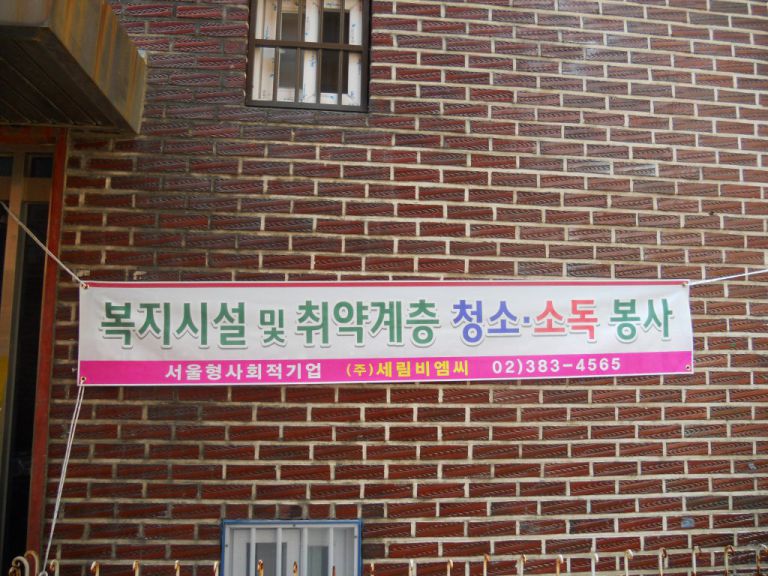 복지시설 및 취약계층 청소·소독 봉사
서울형사회적기업 (주)세림비엠씨 02)383-4565